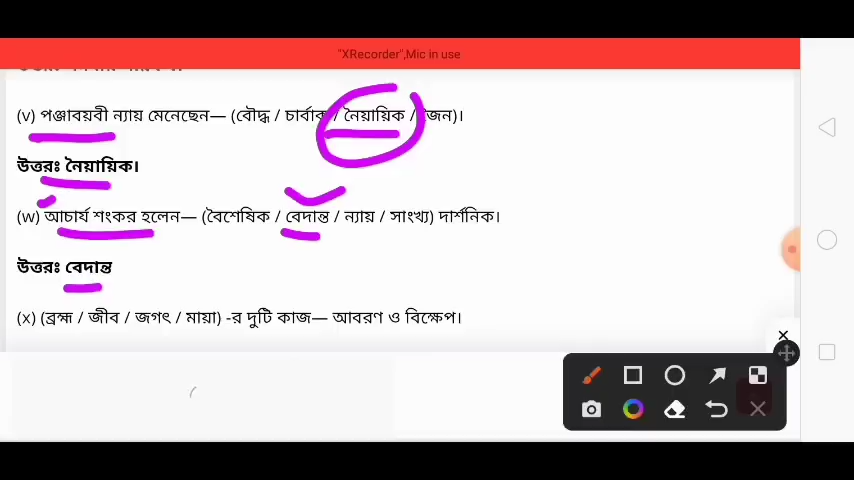 "XRecorder",Mic in use
(v) পঞ্জাবয়বী ন্যায় মেনেছেন— (বৌদ্ধ / চার্বাক / নৈয়ায়িক / জৈন)।
উত্তরঃ নৈয়ায়িক।
(w) আচার্য শংকর হলেন— (বৈশেষিক / বেদান্ত / ন্যায় / সাংখ্য) দার্শনিক।
উত্তরঃ বেদান্ত
(x) (ব্রহ্ম / জীব / জগৎ / মায়া) -র দুটি কাজ— আবরণ ও বিক্ষেপ।